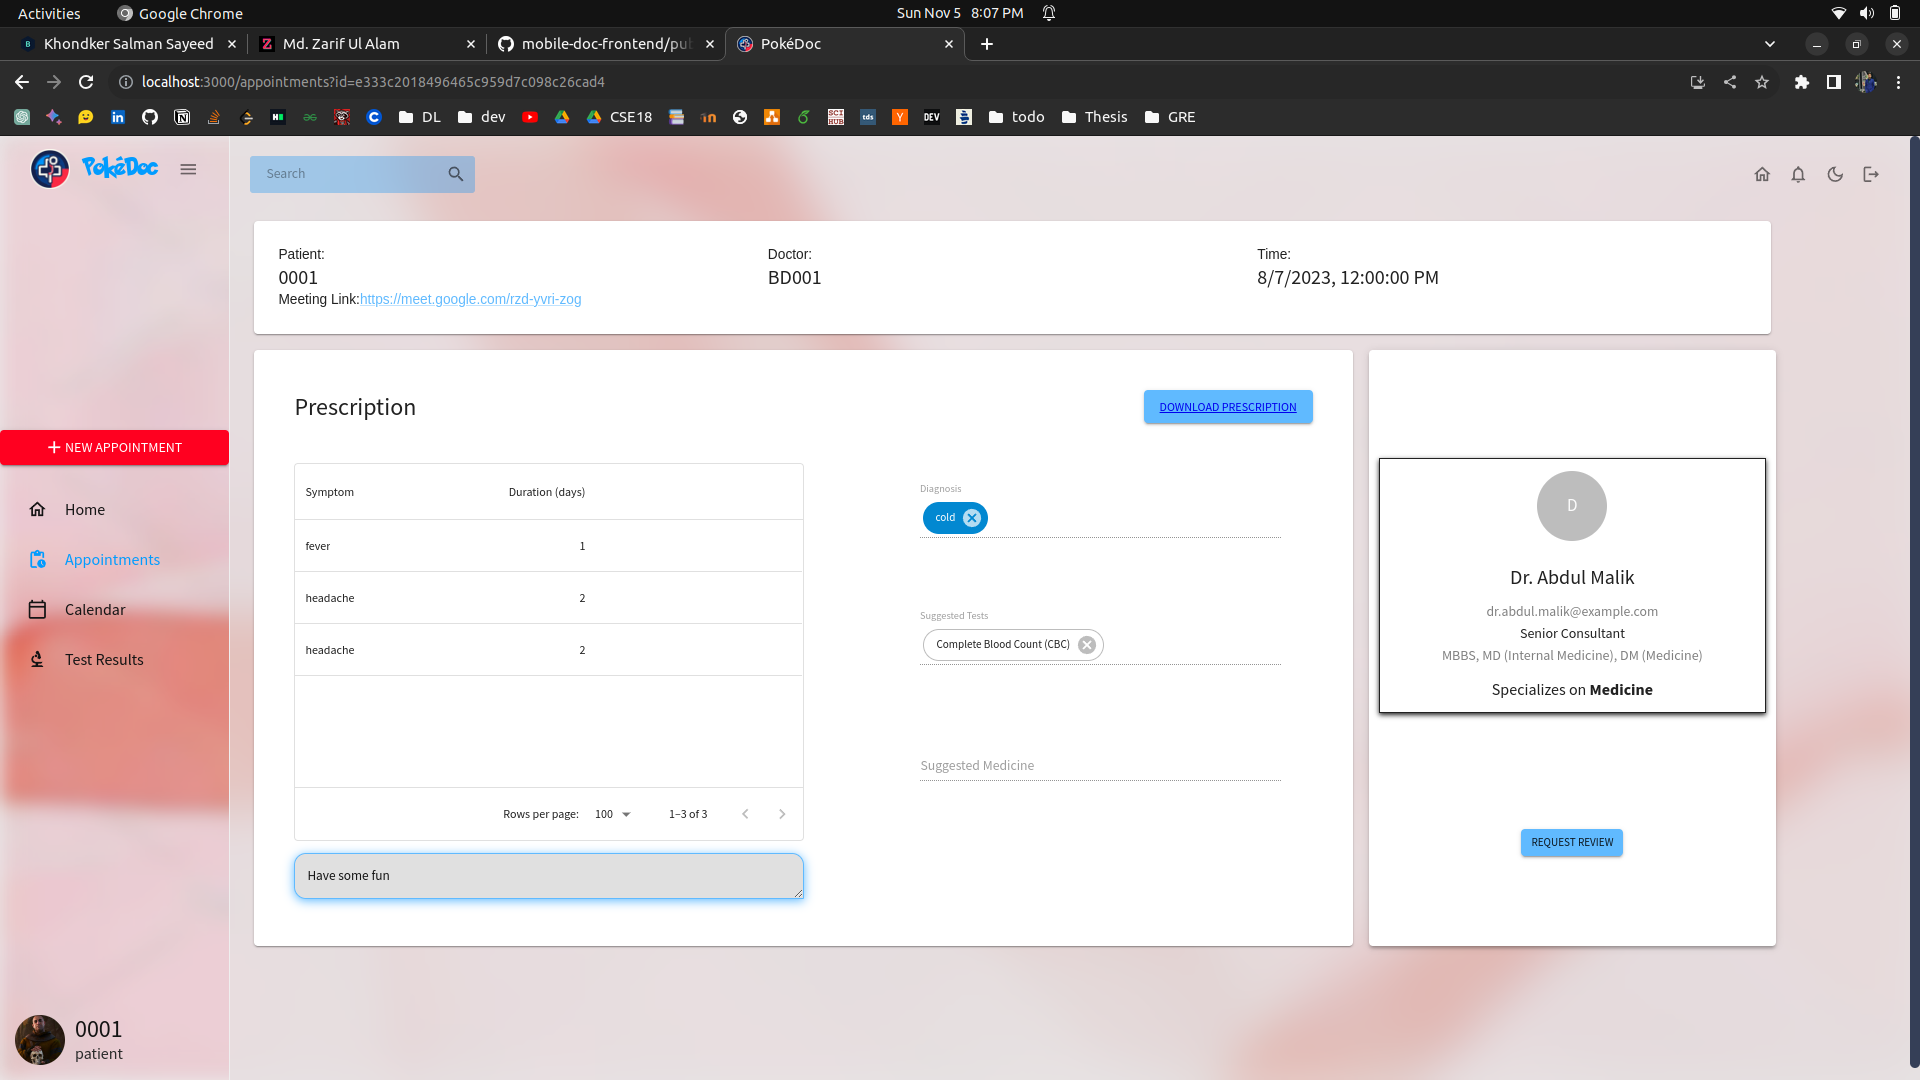 Activities Google Chrome Sun Nov 5 8:07 PM
Khondker Salman Sayeed Md. Zarif Ul Alam mobile-doc-frontend/pub PokéDoc
localhost:3000/appointments?id=e333c2018496465c959d7c098c26cad4
DL dev CSE18 todo Thesis GRE
PokéDoc Search
Patient: Doctor: Time:
0001 BD001 8/7/2023, 12:00:00 PM
Meeting Link:https://meet.google.com/rzd-yvri-zog
Prescription DOWNLOAD PRESCRIPTION
NEW APPOINTMENT
Home
Appointments
Calendar
Test Results
Symptom Duration (days)
fever 1
headache 2
headache 2
Rows per page: 100 1–3 of 3
Have some fun
Diagnosis
cold
Suggested Tests
Complete Blood Count (CBC)
Suggested Medicine
D
Dr. Abdul Malik
dr.abdul.malik@example.com
Senior Consultant
MBBS, MD (Internal Medicine), DM (Medicine)
Specializes on Medicine
REQUEST REVIEW
0001
patient